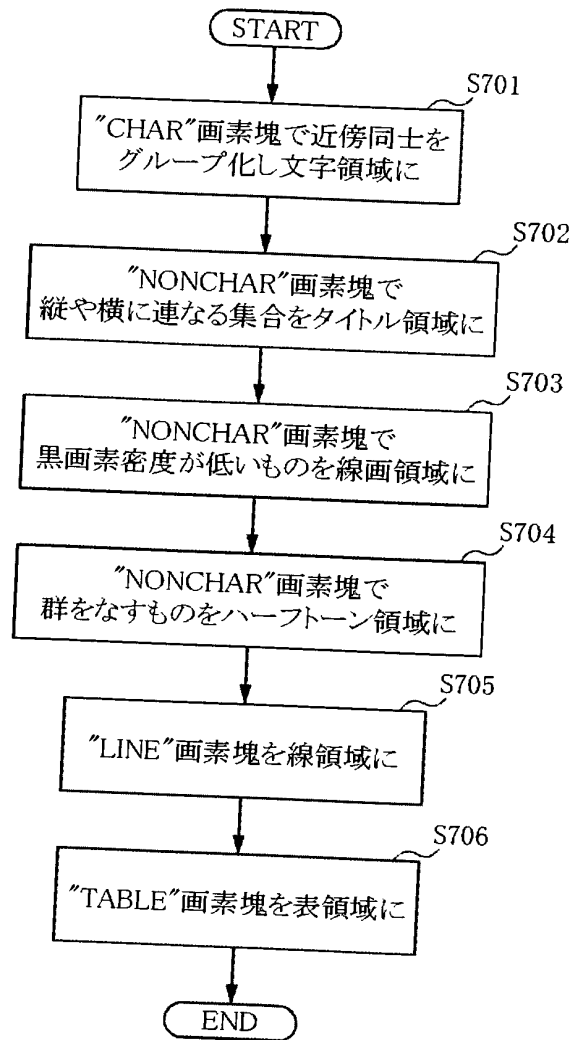 START
S701
"CHAR"画素塊で近傍同士を
グループ化し文字領域に
S702
"NONCHAR"画素塊で
縦や横に連なる集合をタイトル領域に
S703
"NONCHAR"画素塊で
黒画素密度が低いものを線画領域に
S704
"NONCHAR"画素塊で
群をなすものをハーフトーン領域に
S705
"LINE"画素塊を線領域に
S706
"TABLE"画素塊を表領域に
END